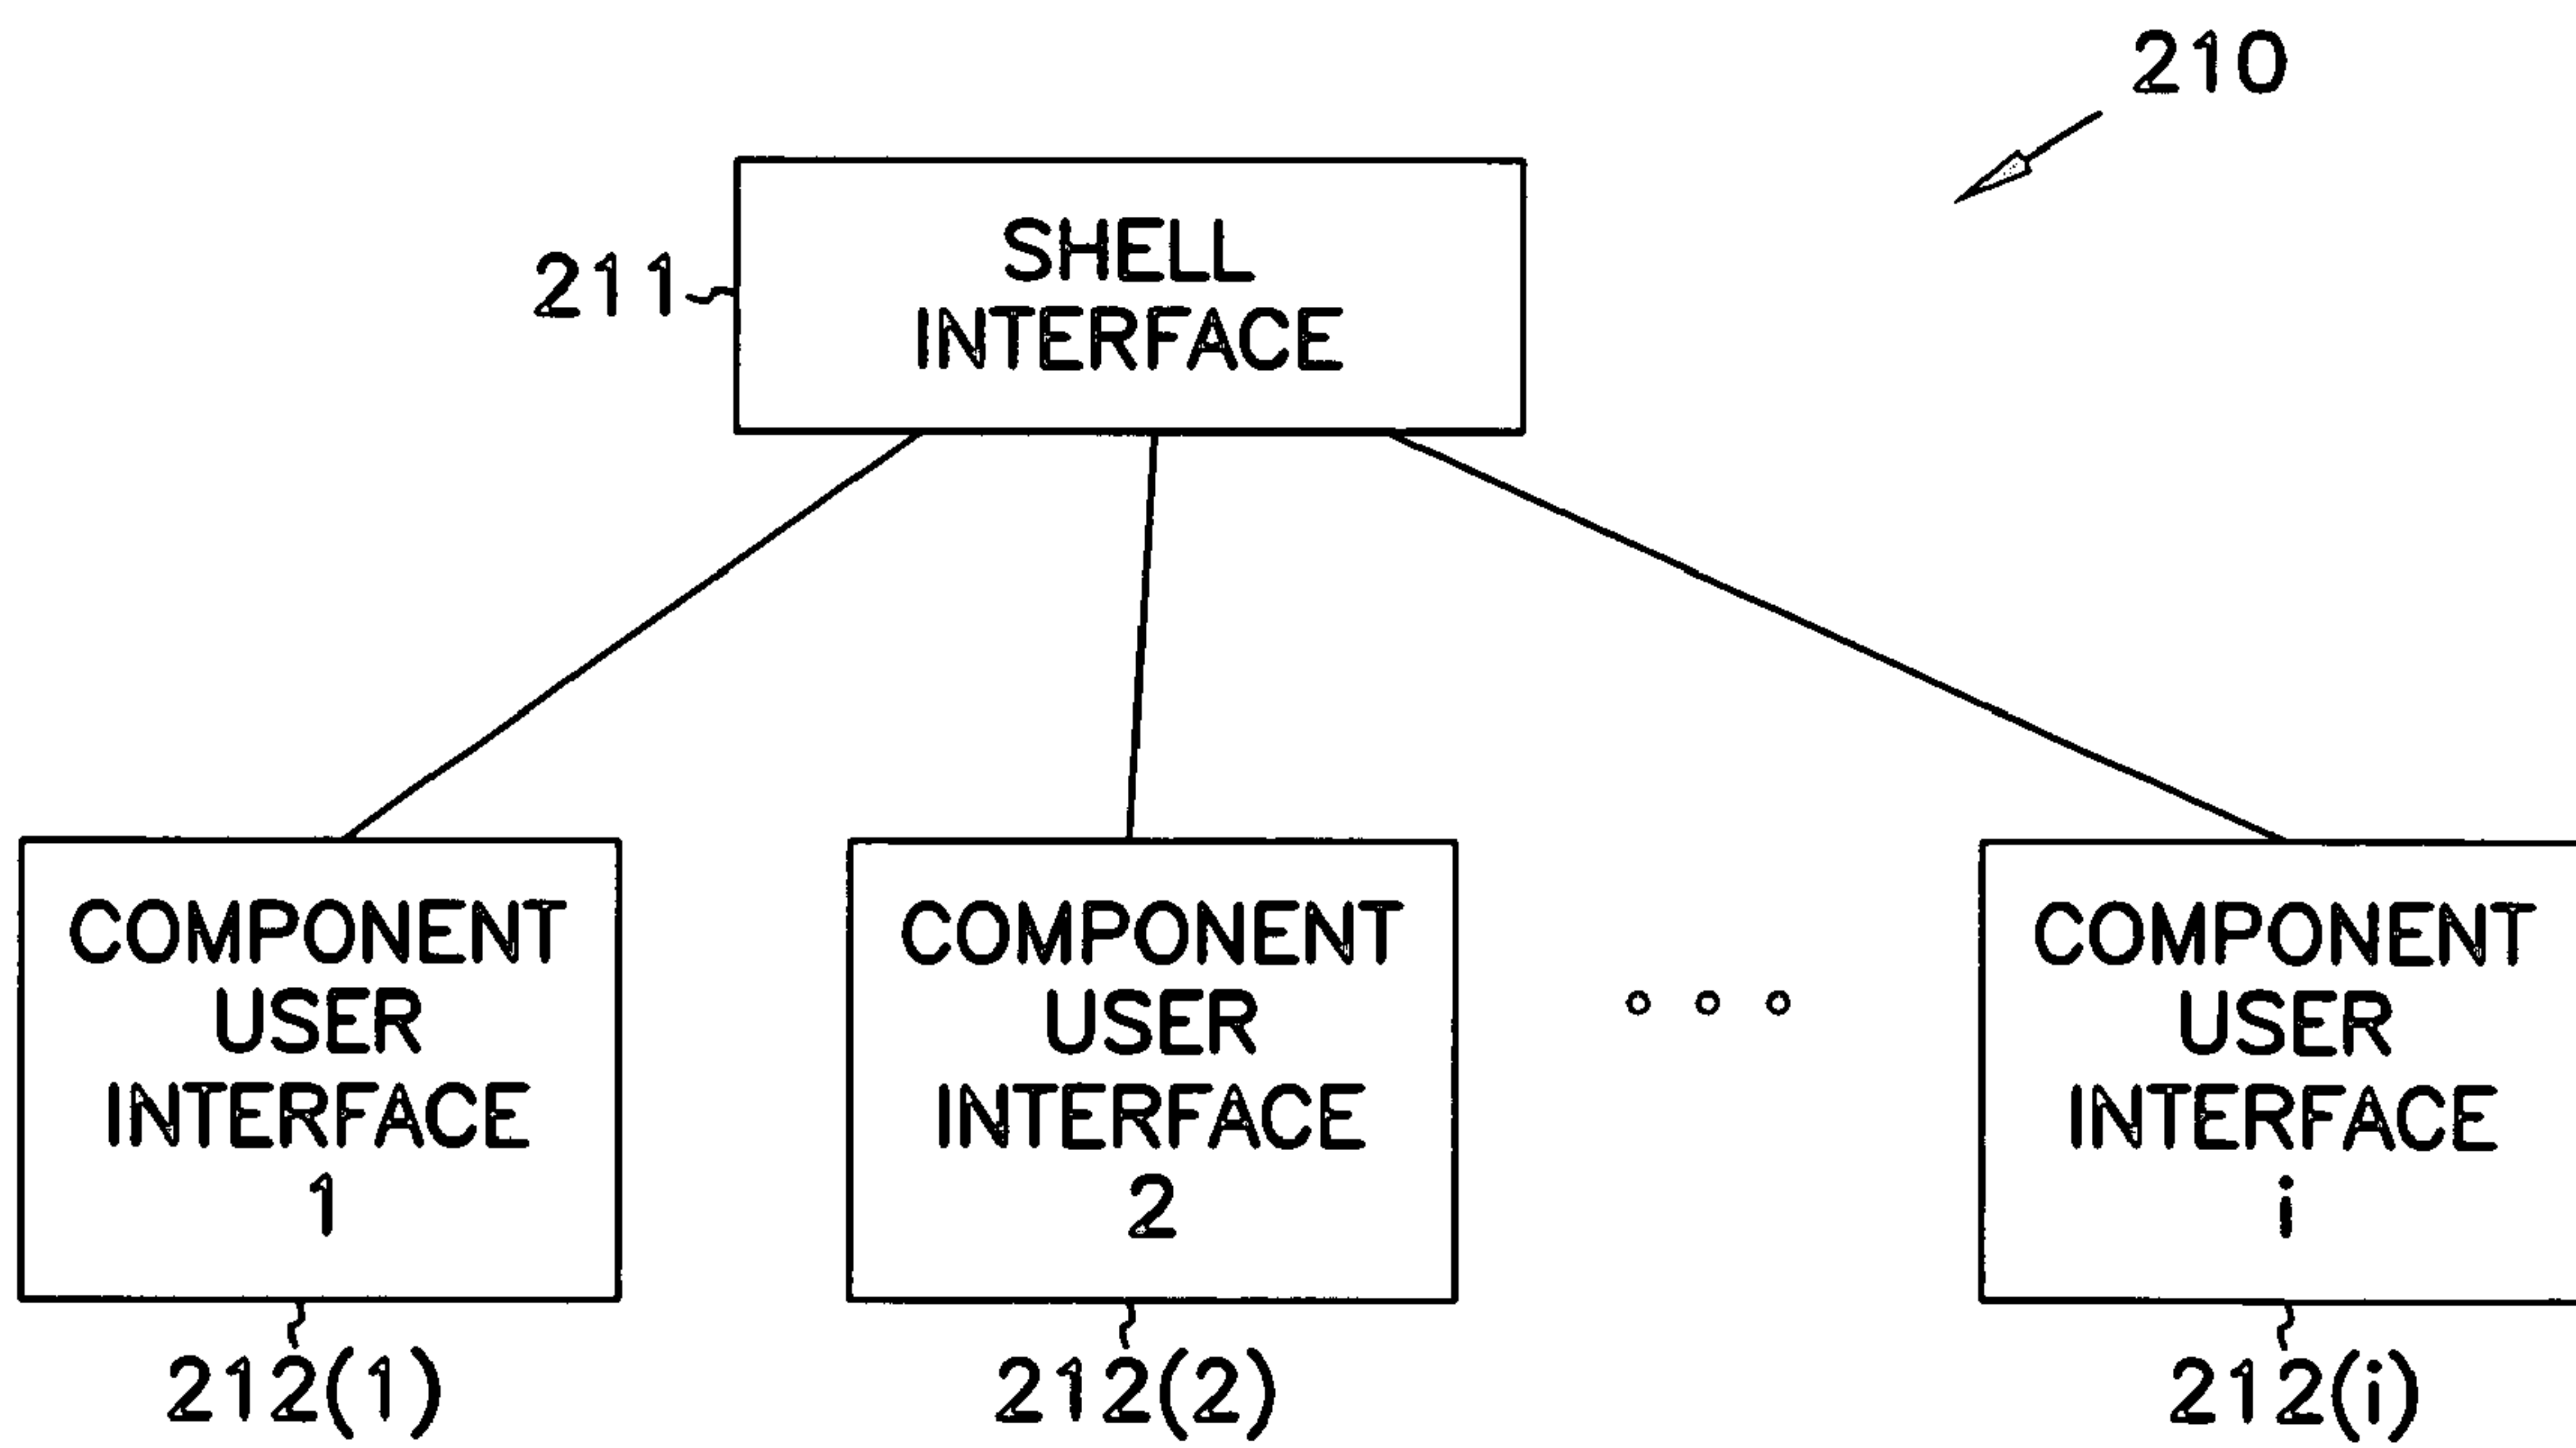 210
211
SHELL
INTERFACE
COMPONENT
USER
INTERFACE
1
COMPONENT
USER
INTERFACE
2
COMPONENT
USER
INTERFACE
i
212(1)
212(2)
212(i)